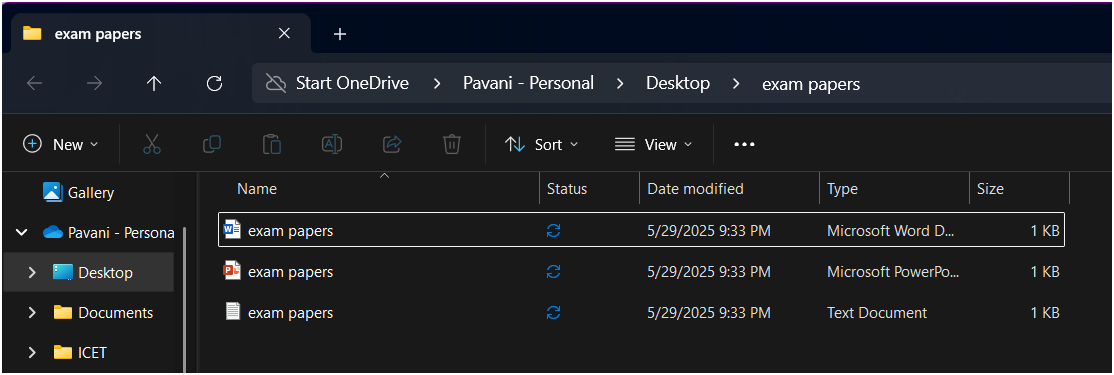 exam papers
Start OneDrive > Pavani - Personal > Desktop > exam papers
New Sort View
Gallery
Pavani - Persona
Desktop
Documents
ICET
Name Status Date modified Type Size
exam papers 5/29/2025 9:33 PM Microsoft Word D... 1 KB
exam papers 5/29/2025 9:33 PM Microsoft PowerPo... 1 KB
exam papers 5/29/2025 9:33 PM Text Document 1 KB